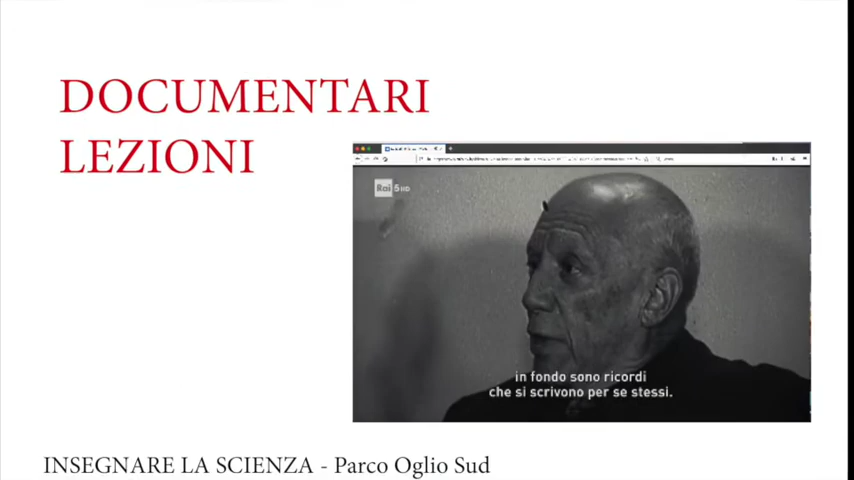 DOCUMENTARI
LEZIONI
Rai 5 HD
in fondo sono ricordi
che si scrivono per se stessi.
INSEGNARE LA SCIENZA - Parco Oglio Sud